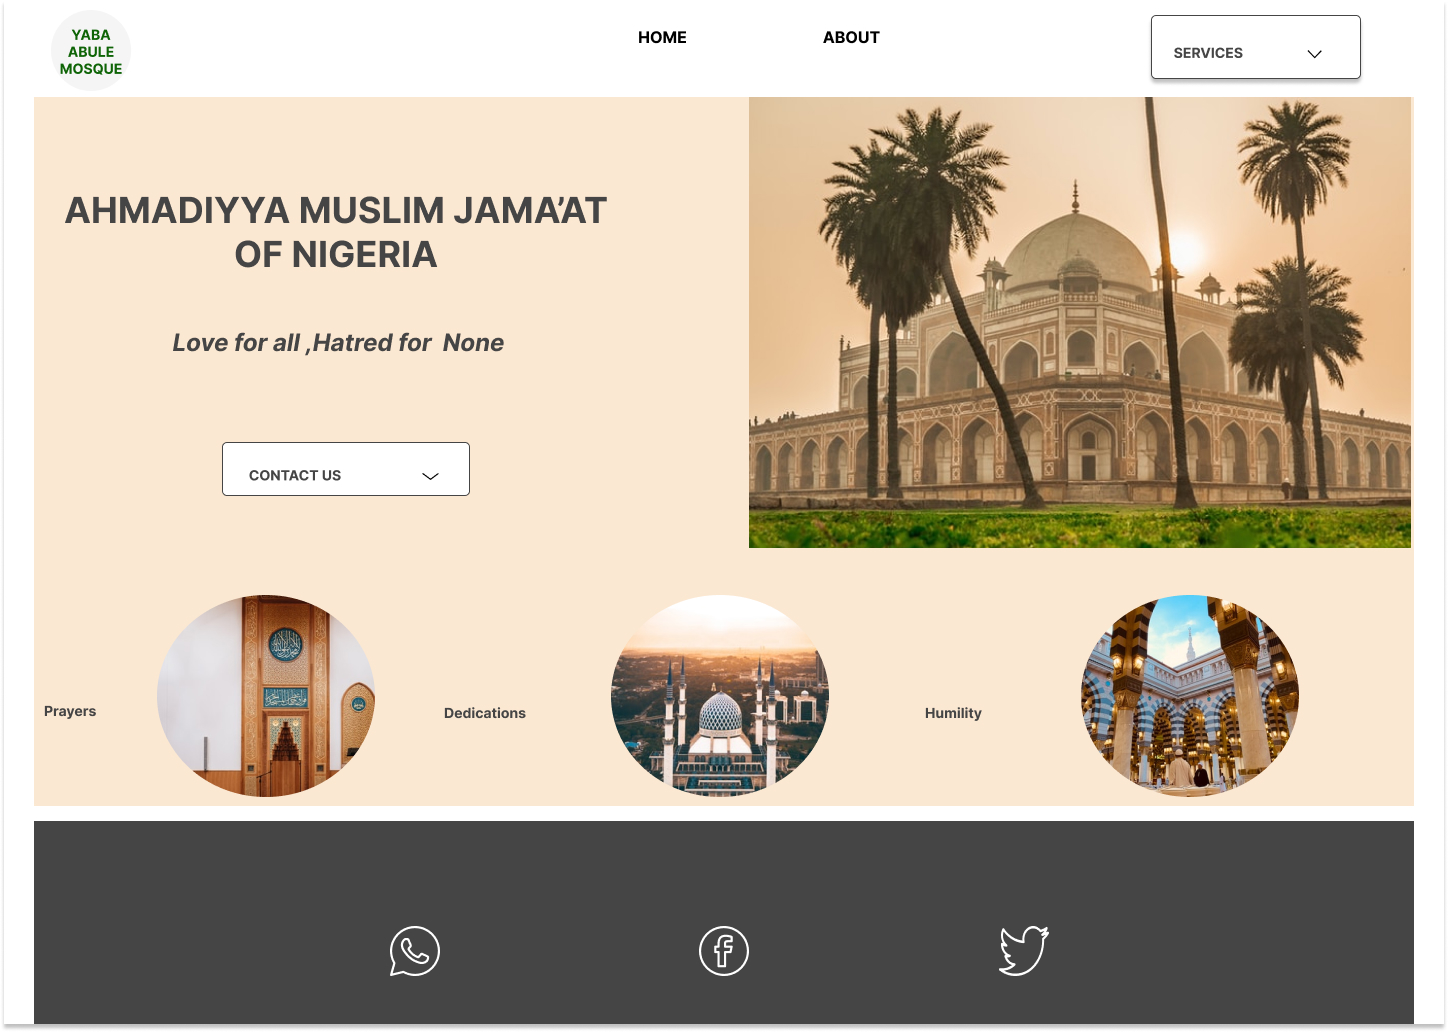 YABA
ABULE
MOSQUE
HOME
ABOUT
SERVICES
AHMADIYYA MUSLIM JAMA’AT
OF NIGERIA
Love for all ,Hatred for None
CONTACT US
Prayers
Dedications
Humility